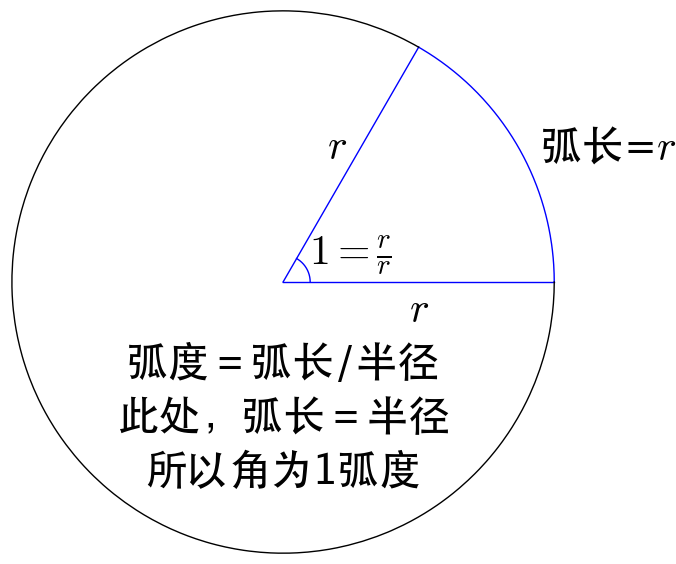 r
弧长=r
1 = r/r
r
弧度=弧长/半径
此处，弧长=半径
所以角为1弧度